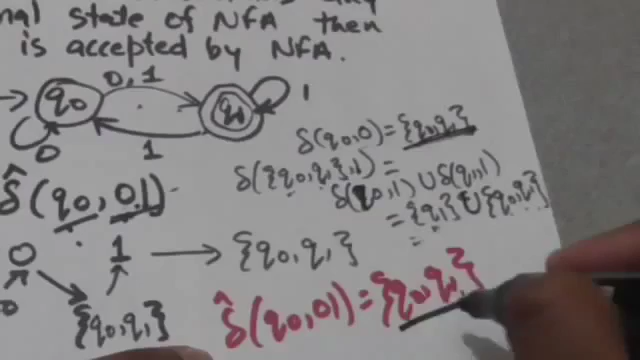 nal state of NFA then
is accepted by NFA.
0,1
q0 q1 1
0 1
δ(q0,0)={q0,q1}
δ({q0,q1},1)=
δ(q0,1)∪δ(q1,1)
={q1}∪{q0,q1}
=
δ̂(q0,01)
0 1 → {q0,q1}
{q0,q1}
δ̂(q0,01)={q0,q1}